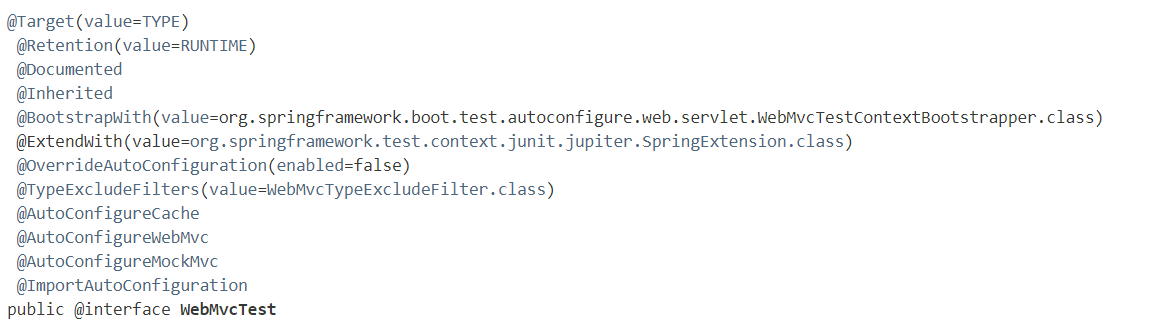 @Target(value=TYPE)
@Retention(value=RUNTIME)
@Documented
@Inherited
@BootstrapWith(value=org.springframework.boot.test.autoconfigure.web.servlet.WebMvcTestContextBootstrapper.class)
@ExtendWith(value=org.springframework.test.context.junit.jupiter.SpringExtension.class)
@OverrideAutoConfiguration(enabled=false)
@TypeExcludeFilters(value=WebMvcTypeExcludeFilter.class)
@AutoConfigureCache
@AutoConfigureWebMvc
@AutoConfigureMockMvc
@ImportAutoConfiguration
public @interface WebMvcTest